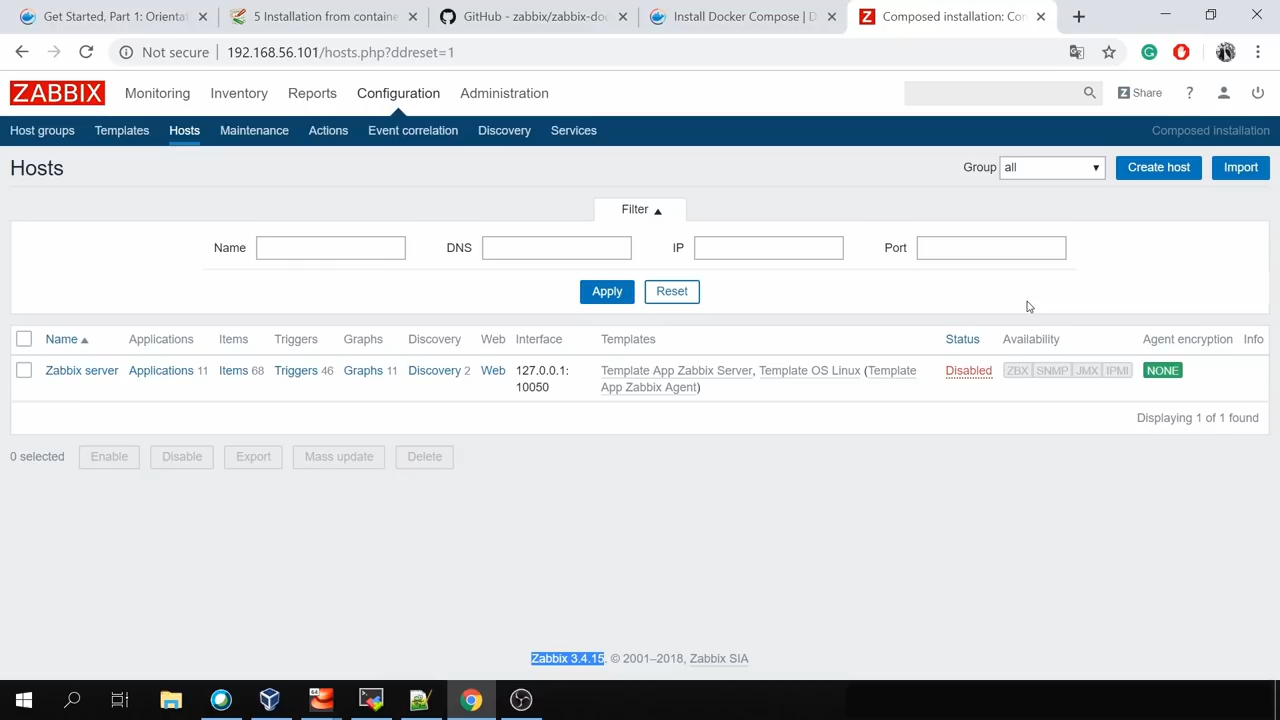 Get Started, Part 1: Orientat
5 Installation from containe
GitHub - zabbix/zabbix-doc
Install Docker Compose | D
Composed installation: Con
Not secure
192.168.56.101/hosts.php?ddreset=1
ZABBIX
Monitoring
Inventory
Reports
Configuration
Administration
Share
?
Host groups
Templates
Hosts
Maintenance
Actions
Event correlation
Discovery
Services
Composed installation
Hosts
Group
all
Create host
Import
Filter
Name
DNS
IP
Port
Apply
Reset
Name
Applications
Items
Triggers
Graphs
Discovery
Web
Interface
Templates
Status
Availability
Agent encryption
Info
Zabbix server
Applications 11
Items 68
Triggers 46
Graphs 11
Discovery 2
Web
127.0.0.1:
10050
Template App Zabbix Server, Template OS Linux (Template
App Zabbix Agent)
Disabled
ZBX SNMP JMX IPMI
NONE
Displaying 1 of 1 found
0 selected
Enable
Disable
Export
Mass update
Delete
Zabbix 3.4.15. © 2001–2018, Zabbix SIA